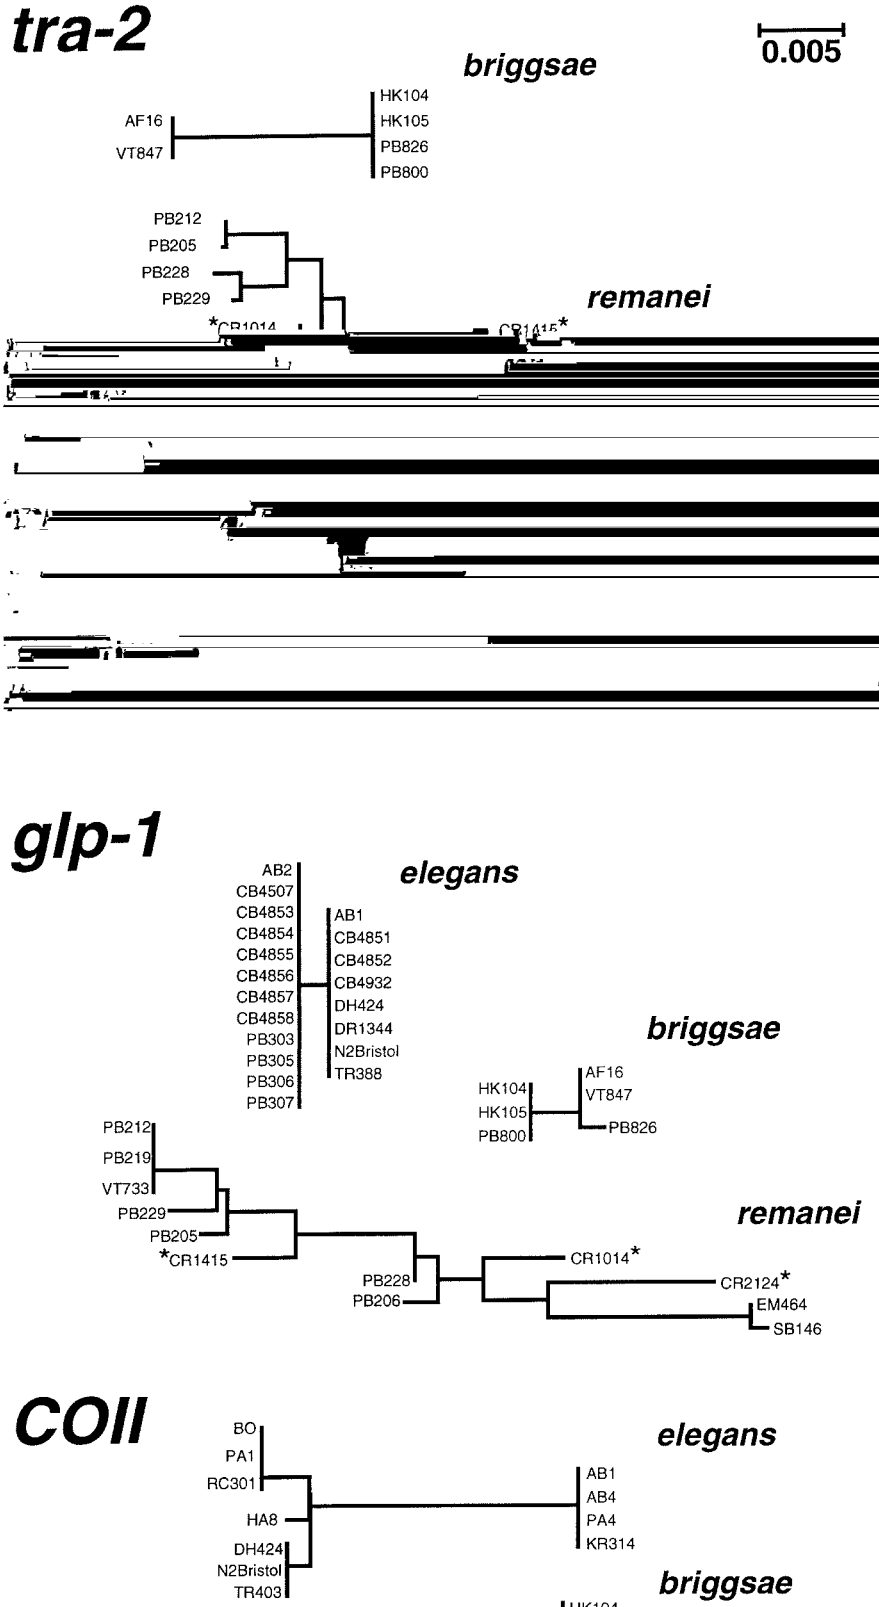 tra-2
0.005
briggsae
HK104
AF16
HK105
VT847
PB826
PB800
PB212
PB205
PB228
PB229
remanei
*CR1014
CR1415*
glp-1
elegans
AB2
CB4507
CB4853
CB4854
CB4855
CB4856
CB4857
CB4858
PB303
PB305
PB306
PB307
AB1
CB4851
CB4852
CB4932
DH424
DR1344
N2Bristol
TR388
briggsae
HK104
HK105
PB800
AF16
VT847
PB826
PB212
PB219
VT733
PB229
PB205
*CR1415
remanei
PB228
PB206
CR1014*
CR2124*
EM464
SB146
COII
elegans
BO
PA1
RC301
HA8
DH424
N2Bristol
TR403
AB1
AB4
PA4
KR314
briggsae